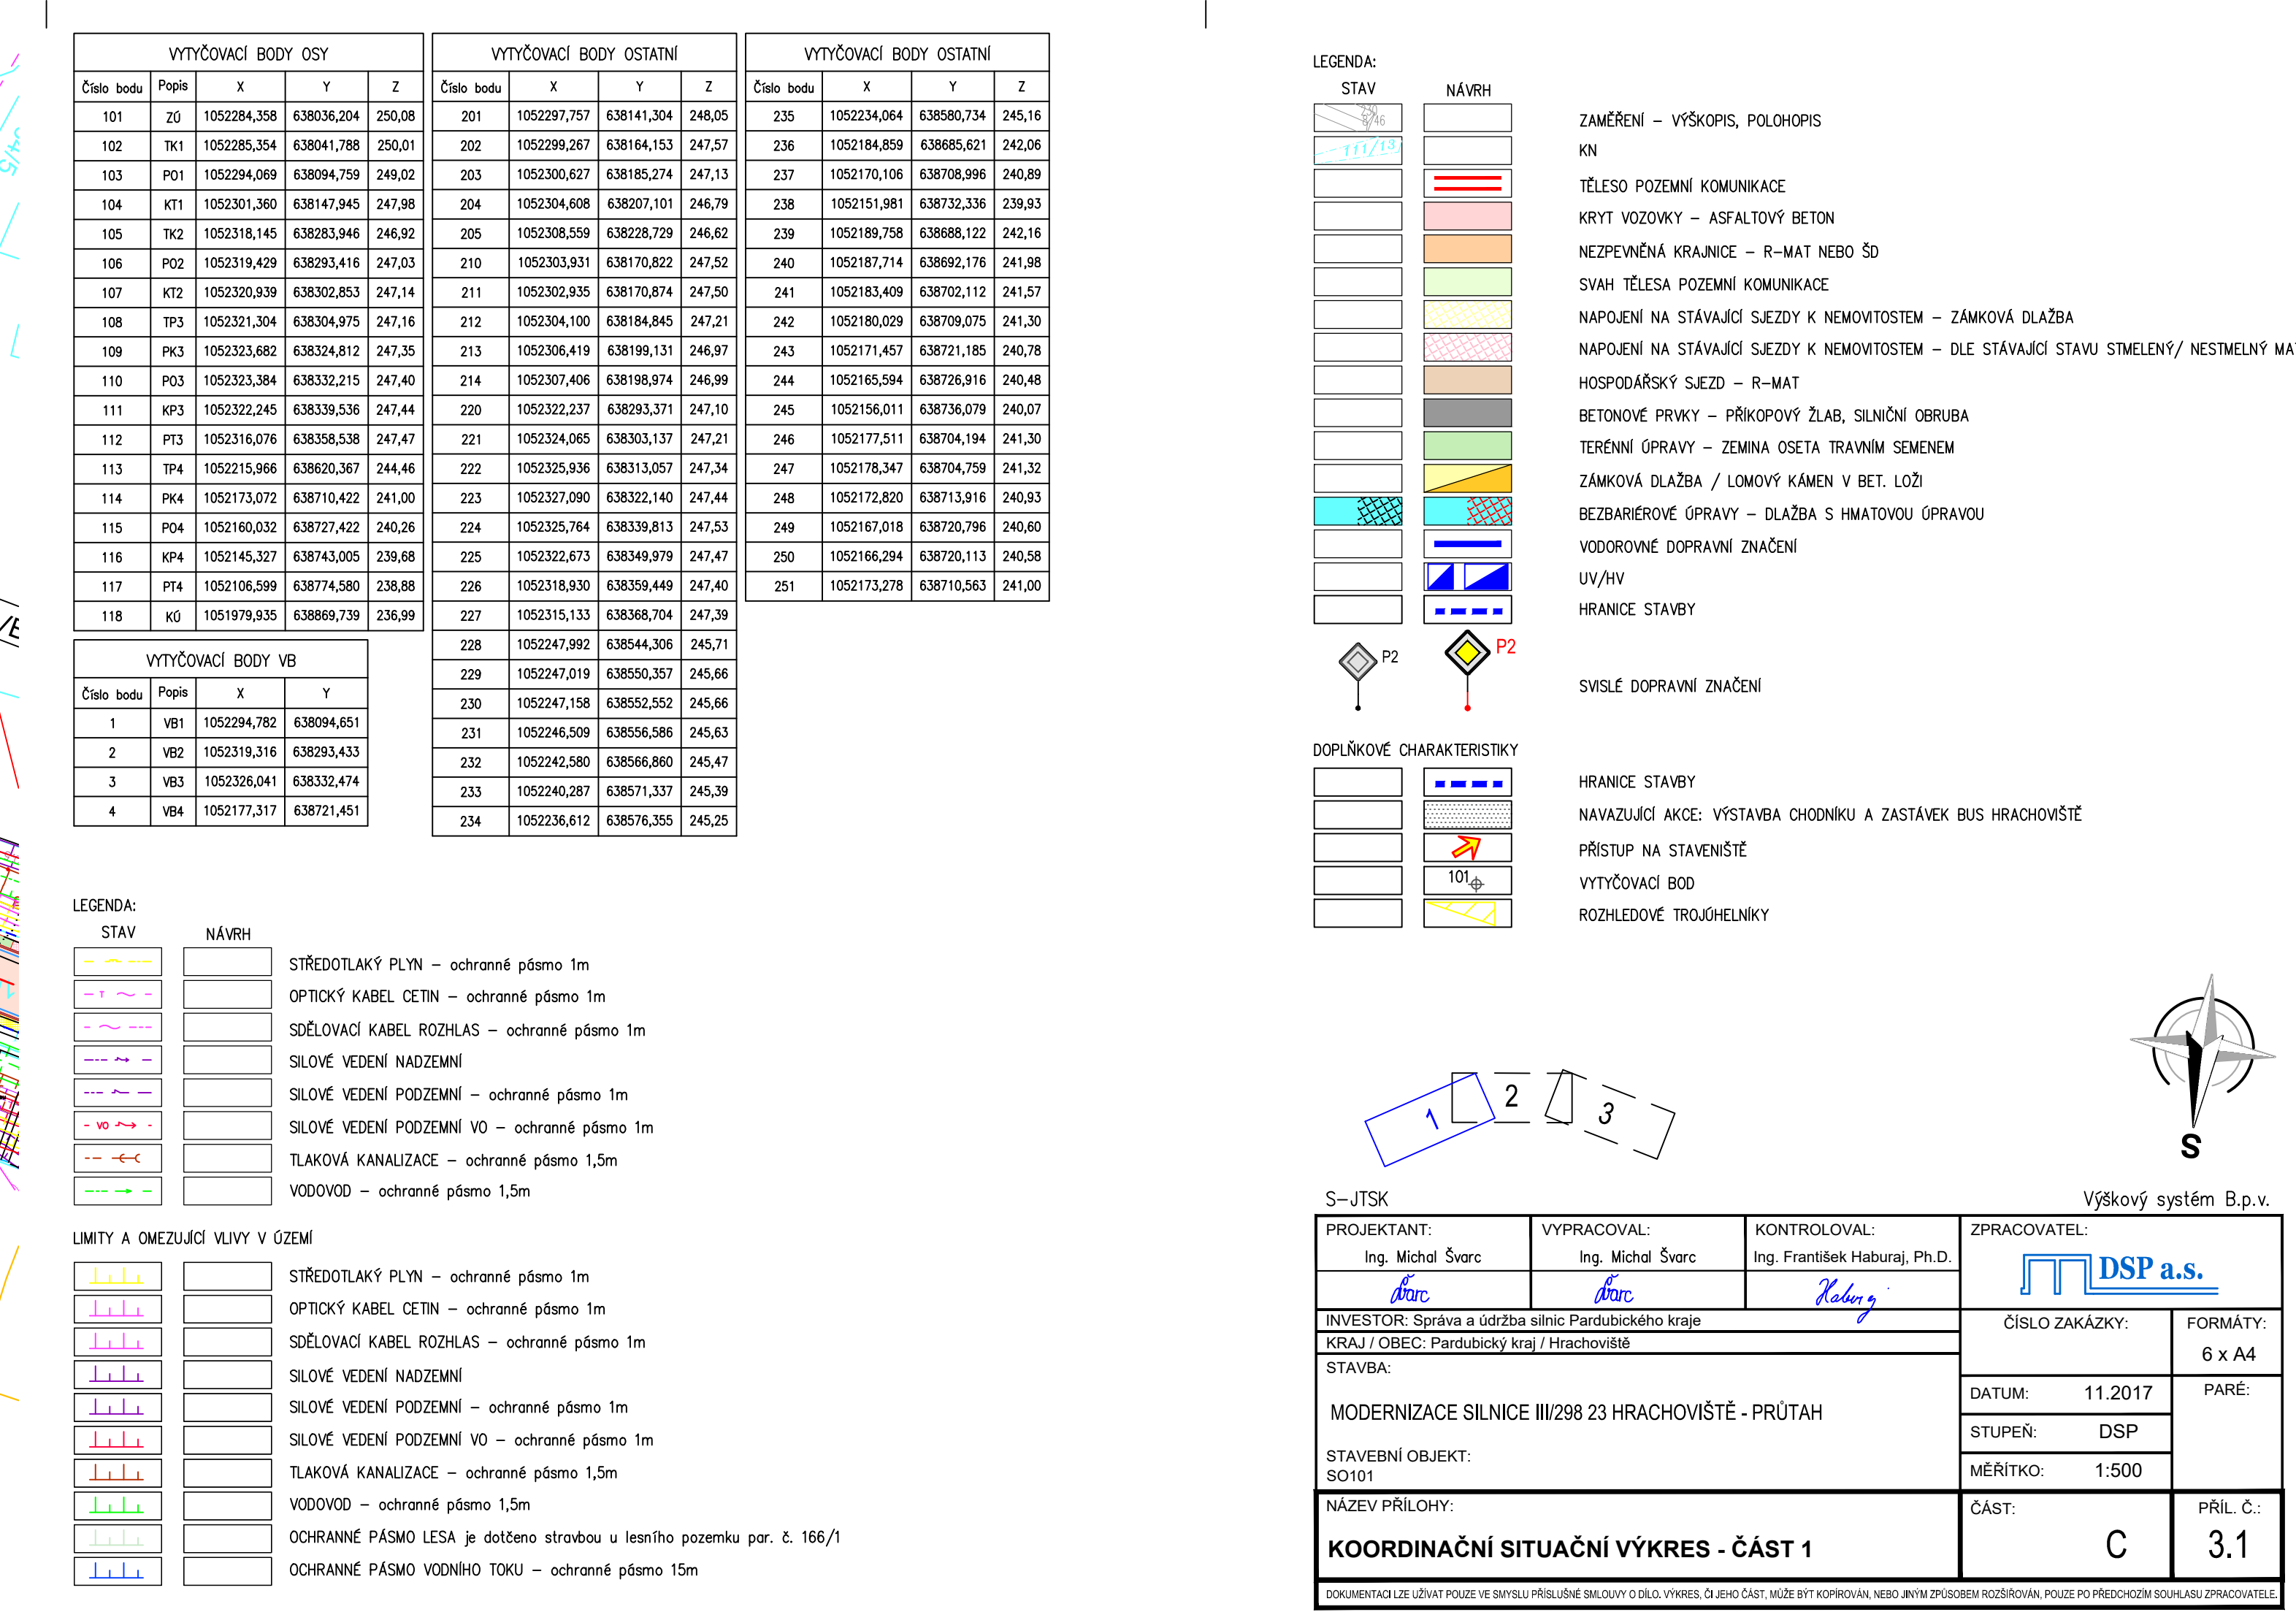 VYTYČOVACÍ BODY OSY
Číslo bodu Popis X Y Z
101 ZÚ 1052284,358 638036,204 250,08
102 TK1 1052285,354 638041,788 250,01
103 PO1 1052294,069 638094,759 249,02
104 KT1 1052301,360 638147,945 247,98
105 TK2 1052318,145 638283,946 246,92
106 PO2 1052319,429 638293,416 247,03
107 KT2 1052320,939 638302,853 247,14
108 TP3 1052321,304 638304,975 247,16
109 PK3 1052323,682 638324,812 247,35
110 PO3 1052323,384 638332,215 247,40
111 KP3 1052322,245 638339,536 247,44
112 PT3 1052316,076 638358,538 247,47
113 TP4 1052215,966 638620,367 244,46
114 PK4 1052173,072 638710,422 241,00
115 PO4 1052160,032 638727,422 240,26
116 KP4 1052145,327 638743,005 239,68
117 PT4 1052106,599 638774,580 238,88
118 KÚ 1051979,935 638869,739 236,99
VYTYČOVACÍ BODY VB
Číslo bodu Popis X Y
1 VB1 1052294,782 638094,651
2 VB2 1052319,316 638293,433
3 VB3 1052326,041 638332,474
4 VB4 1052177,317 638721,451
VYTYČOVACÍ BODY OSTATNÍ
Číslo bodu X Y Z
201 1052297,757 638141,304 248,05
202 1052299,267 638164,153 247,57
203 1052300,627 638185,274 247,13
204 1052304,608 638207,101 246,79
205 1052308,559 638228,729 246,62
210 1052303,931 638170,822 247,52
211 1052302,935 638170,874 247,50
212 1052304,100 638184,845 247,21
213 1052306,419 638199,131 246,97
214 1052307,406 638198,974 246,99
220 1052322,237 638293,371 247,10
221 1052324,065 638303,137 247,21
222 1052325,936 638313,057 247,34
223 1052327,090 638322,140 247,44
224 1052325,764 638339,813 247,53
225 1052322,673 638349,979 247,47
226 1052318,930 638359,449 247,40
227 1052315,133 638368,704 247,39
228 1052247,992 638544,306 245,71
229 1052247,019 638550,357 245,66
230 1052247,158 638552,552 245,66
231 1052246,509 638556,586 245,63
232 1052242,580 638566,860 245,47
233 1052240,287 638571,337 245,39
234 1052236,612 638576,355 245,25
VYTYČOVACÍ BODY OSTATNÍ
Číslo bodu X Y Z
235 1052234,064 638580,734 245,16
236 1052184,859 638685,621 242,06
237 1052170,106 638708,996 240,89
238 1052151,981 638732,336 239,93
239 1052189,758 638688,122 242,16
240 1052187,714 638692,176 241,98
241 1052183,409 638702,112 241,57
242 1052180,029 638709,075 241,30
243 1052171,457 638721,185 240,78
244 1052165,594 638726,916 240,48
245 1052156,011 638736,079 240,07
246 1052177,511 638704,194 241,30
247 1052178,347 638704,759 241,32
248 1052172,820 638713,916 240,93
249 1052167,018 638720,796 240,60
250 1052166,294 638720,113 240,58
251 1052173,278 638710,563 241,00
LEGENDA:
STAV NÁVRH
STŘEDOTLAKÝ PLYN – ochranné pásmo 1m
T OPTICKÝ KABEL CETIN – ochranné pásmo 1m
SDĚLOVACÍ KABEL ROZHLAS – ochranné pásmo 1m
SILOVÉ VEDENÍ NADZEMNÍ
SILOVÉ VEDENÍ PODZEMNÍ – ochranné pásmo 1m
VO SILOVÉ VEDENÍ PODZEMNÍ VO – ochranné pásmo 1m
TLAKOVÁ KANALIZACE – ochranné pásmo 1,5m
VODOVOD – ochranné pásmo 1,5m
LIMITY A OMEZUJÍCÍ VLIVY V ÚZEMÍ
STŘEDOTLAKÝ PLYN – ochranné pásmo 1m
OPTICKÝ KABEL CETIN – ochranné pásmo 1m
SDĚLOVACÍ KABEL ROZHLAS – ochranné pásmo 1m
SILOVÉ VEDENÍ NADZEMNÍ
SILOVÉ VEDENÍ PODZEMNÍ – ochranné pásmo 1m
SILOVÉ VEDENÍ PODZEMNÍ VO – ochranné pásmo 1m
TLAKOVÁ KANALIZACE – ochranné pásmo 1,5m
VODOVOD – ochranné pásmo 1,5m
OCHRANNÉ PÁSMO LESA je dotčeno stravbou u lesního pozemku par. č. 166/1
OCHRANNÉ PÁSMO VODNÍHO TOKU – ochranné pásmo 15m
LEGENDA:
STAV NÁVRH
ZAMĚŘENÍ – VÝŠKOPIS, POLOHOPIS
111/13 KN
TĚLESO POZEMNÍ KOMUNIKACE
KRYT VOZOVKY – ASFALTOVÝ BETON
NEZPEVNĚNÁ KRAJNICE – R–MAT NEBO ŠD
SVAH TĚLESA POZEMNÍ KOMUNIKACE
NAPOJENÍ NA STÁVAJÍCÍ SJEZDY K NEMOVITOSTEM – ZÁMKOVÁ DLAŽBA
NAPOJENÍ NA STÁVAJÍCÍ SJEZDY K NEMOVITOSTEM – DLE STÁVAJÍCÍ STAVU STMELENÝ/ NESTMELNÝ MA
HOSPODÁŘSKÝ SJEZD – R–MAT
BETONOVÉ PRVKY – PŘÍKOPOVÝ ŽLAB, SILNIČNÍ OBRUBA
TERÉNNÍ ÚPRAVY – ZEMINA OSETA TRAVNÍM SEMENEM
ZÁMKOVÁ DLAŽBA / LOMOVÝ KÁMEN V BET. LOŽI
BEZBARIÉROVÉ ÚPRAVY – DLAŽBA S HMATOVOU ÚPRAVOU
VODOROVNÉ DOPRAVNÍ ZNAČENÍ
UV/HV
HRANICE STAVBY
P2 P2
SVISLÉ DOPRAVNÍ ZNAČENÍ
DOPLŇKOVÉ CHARAKTERISTIKY
HRANICE STAVBY
NAVAZUJÍCÍ AKCE: VÝSTAVBA CHODNÍKU A ZASTÁVEK BUS HRACHOVIŠTĚ
PŘÍSTUP NA STAVENIŠTĚ
101 VYTYČOVACÍ BOD
ROZHLEDOVÉ TROJÚHELNÍKY
1 2 3
S
S–JTSK Výškový systém B.p.v.
PROJEKTANT: VYPRACOVAL: KONTROLOVAL: ZPRACOVATEL:
Ing. Michal Švarc Ing. Michal Švarc Ing. František Haburaj, Ph.D.
DSP a.s.
Švarc Švarc Haburaj
INVESTOR: Správa a údržba silnic Pardubického kraje
KRAJ / OBEC: Pardubický kraj / Hrachoviště
ČÍSLO ZAKÁZKY: FORMÁTY:
6 x A4
STAVBA:
MODERNIZACE SILNICE III/298 23 HRACHOVIŠTĚ - PRŮTAH
DATUM: 11.2017 PARÉ:
STUPEŇ: DSP
STAVEBNÍ OBJEKT:
SO101
MĚŘÍTKO: 1:500
NÁZEV PŘÍLOHY:
KOORDINAČNÍ SITUAČNÍ VÝKRES - ČÁST 1
ČÁST: PŘÍL. Č.:
C 3.1
DOKUMENTACI LZE UŽÍVAT POUZE VE SMYSLU PŘÍSLUŠNÉ SMLOUVY O DÍLO. VÝKRES, ČI JEHO ČÁST, MŮŽE BÝT KOPÍROVÁN, NEBO JINÝM ZPŮSOBEM ROZŠIŘOVÁN, POUZE PO PŘEDCHOZÍM SOUHLASU ZPRACOVATELE.